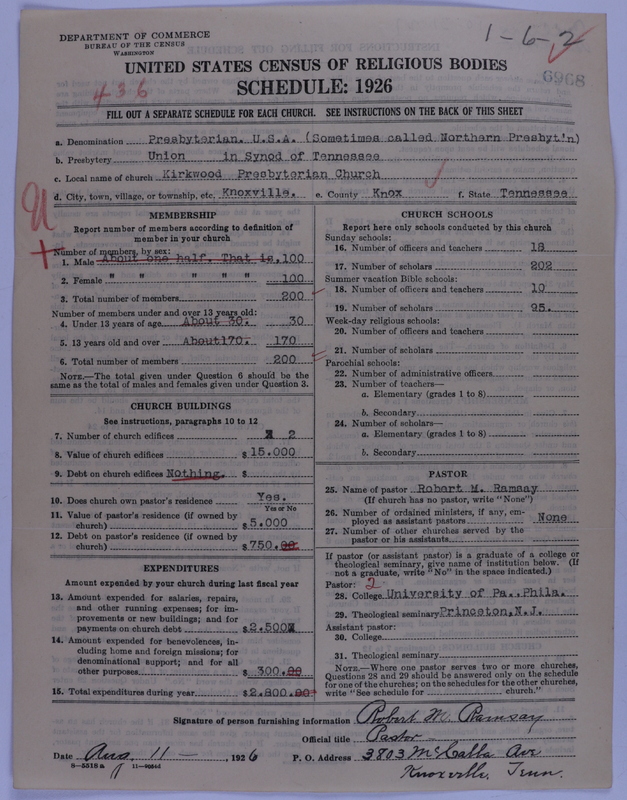 DEPARTMENT OF COMMERCE
BUREAU OF THE CENSUS
WASHINGTON
1-6-2
6968
UNITED STATES CENSUS OF RELIGIOUS BODIES
SCHEDULE: 1926
436
FILL OUT A SEPARATE SCHEDULE FOR EACH CHURCH. SEE INSTRUCTIONS ON THE BACK OF THIS SHEET
a. Denomination Presbyterian. U.S.A. (Sometimes called Northern Presbyt'n)
b. Presbytery Union in Synod of Tennessee
c. Local name of church Kirkwood Presbyterian Church
d. City, town, village, or township, etc. Knoxville. e. County Knox f. State Tennessee
MEMBERSHIP
Report number of members according to definition of
member in your church
Number of members, by sex:
1. Male About one half. That is, 100
2. Female " " " " " 100
3. Total number of members 200
Number of members under and over 13 years old:
4. Under 13 years of age About 30. 30
5. 13 years old and over About 170. 170
6. Total number of members 200
NOTE.—The total given under Question 6 should be the
same as the total of males and females given under Question 3.
CHURCH BUILDINGS
See instructions, paragraphs 10 to 12
7. Number of church edifices 2
8. Value of church edifices $ 15.000
9. Debt on church edifices Nothing. $
10. Does church own pastor's residence Yes.
Yes or No
11. Value of pastor's residence (if owned by
church) $ 5.000
12. Debt on pastor's residence (if owned by
church) $ 750.00
EXPENDITURES
Amount expended by your church during last fiscal year
13. Amount expended for salaries, repairs,
and other running expenses; for im-
provements or new buildings; and for
payments on church debt $ 2.500
14. Amount expended for benevolences, in-
cluding home and foreign missions; for
denominational support; and for all
other purposes $ 300.00
15. Total expenditures during year $ 2.800.00
CHURCH SCHOOLS
Report here only schools conducted by this church
Sunday schools:
16. Number of officers and teachers 18
17. Number of scholars 202
Summer vacation Bible schools:
18. Number of officers and teachers 10
19. Number of scholars 95.
Week-day religious schools:
20. Number of officers and teachers
21. Number of scholars
Parochial schools:
22. Number of administrative officers
23. Number of teachers—
a. Elementary (grades 1 to 8)
b. Secondary
24. Number of scholars—
a. Elementary (grades 1 to 8)
b. Secondary
PASTOR
25. Name of pastor Robert M. Ramsay
(If church has no pastor, write "None")
26. Number of ordained ministers, if any, em-
ployed as assistant pastors None
27. Number of other churches served by the
pastor or his assistants
If pastor (or assistant pastor) is a graduate of a college or
theological seminary, give name of institution below. (If
not a graduate, write "No" in the space indicated.)
Pastor: 2
28. College University of Pa., Phila.
29. Theological seminary Princeton, N.J.
Assistant pastor:
30. College
31. Theological seminary
NOTE.—Where one pastor serves two or more churches,
Questions 28 and 29 should be answered only on the schedule
for one of the churches; on the schedules for the other churches,
write "See schedule for church."
Signature of person furnishing information Robert M. Ramsay
Official title Pastor
Date Aug. 11 —, 1926 P. O. Address 3803 McCalla Ave
Knoxville, Tenn.
8-5518 a